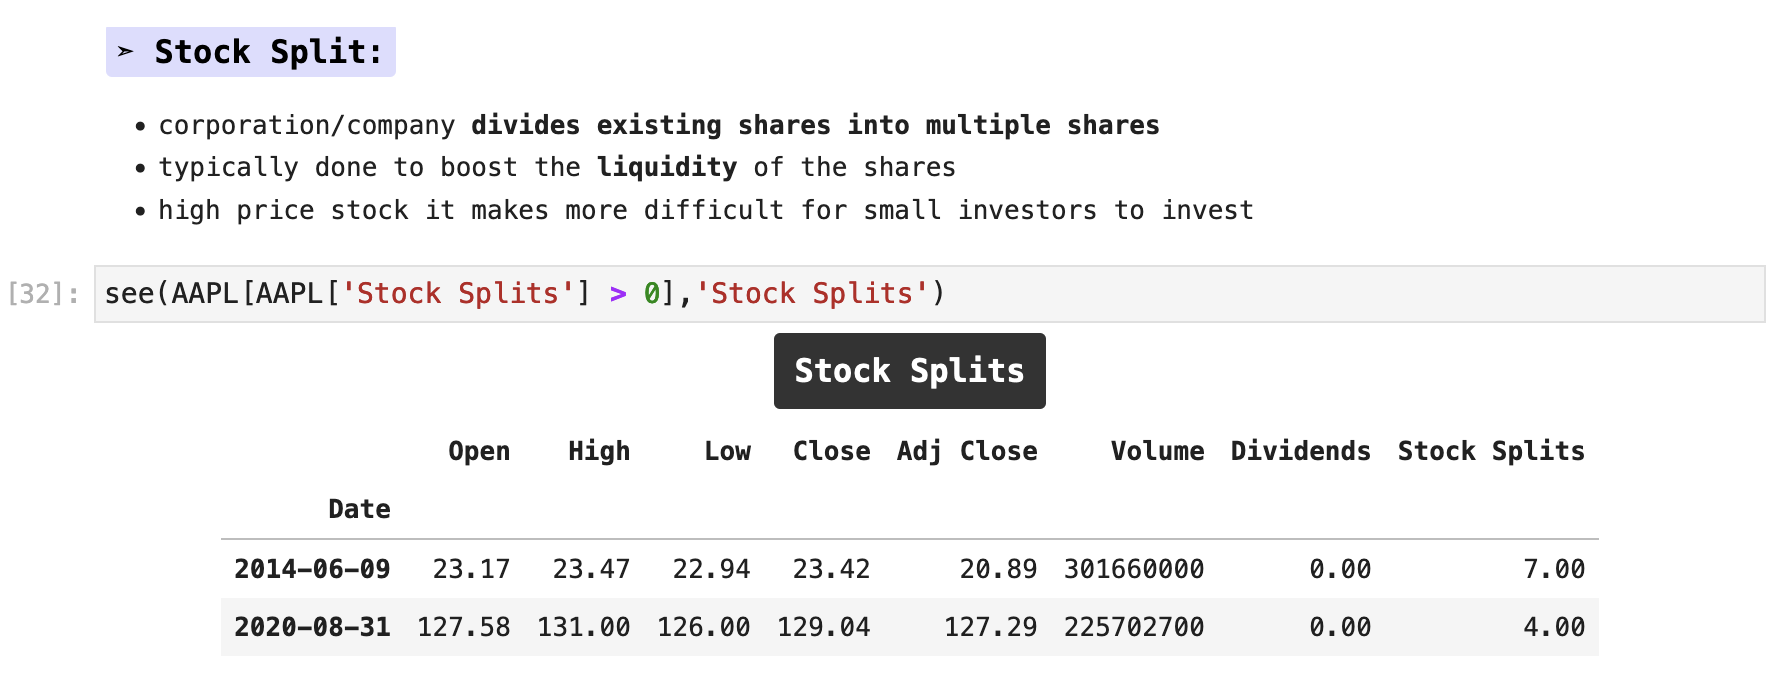 ➢ Stock Split:
• corporation/company divides existing shares into multiple shares
• typically done to boost the liquidity of the shares
• high price stock it makes more difficult for small investors to invest
[32]: see(AAPL[AAPL['Stock Splits'] > 0],'Stock Splits')
Stock Splits
Open High Low Close Adj Close Volume Dividends Stock Splits
Date
2014-06-09 23.17 23.47 22.94 23.42 20.89 301660000 0.00 7.00
2020-08-31 127.58 131.00 126.00 129.04 127.29 225702700 0.00 4.00